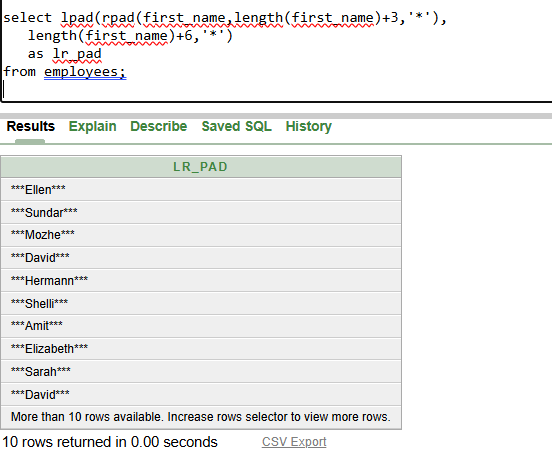 select lpad(rpad(first_name,length(first_name)+3,'*'),
length(first_name)+6,'*')
as lr_pad
from employees;
Results Explain Describe Saved SQL History
LR_PAD
***Ellen***
***Sundar***
***Mozhe***
***David***
***Hermann***
***Shelli***
***Amit***
***Elizabeth***
***Sarah***
***David***
More than 10 rows available. Increase rows selector to view more rows.
10 rows returned in 0.00 seconds CSV Export